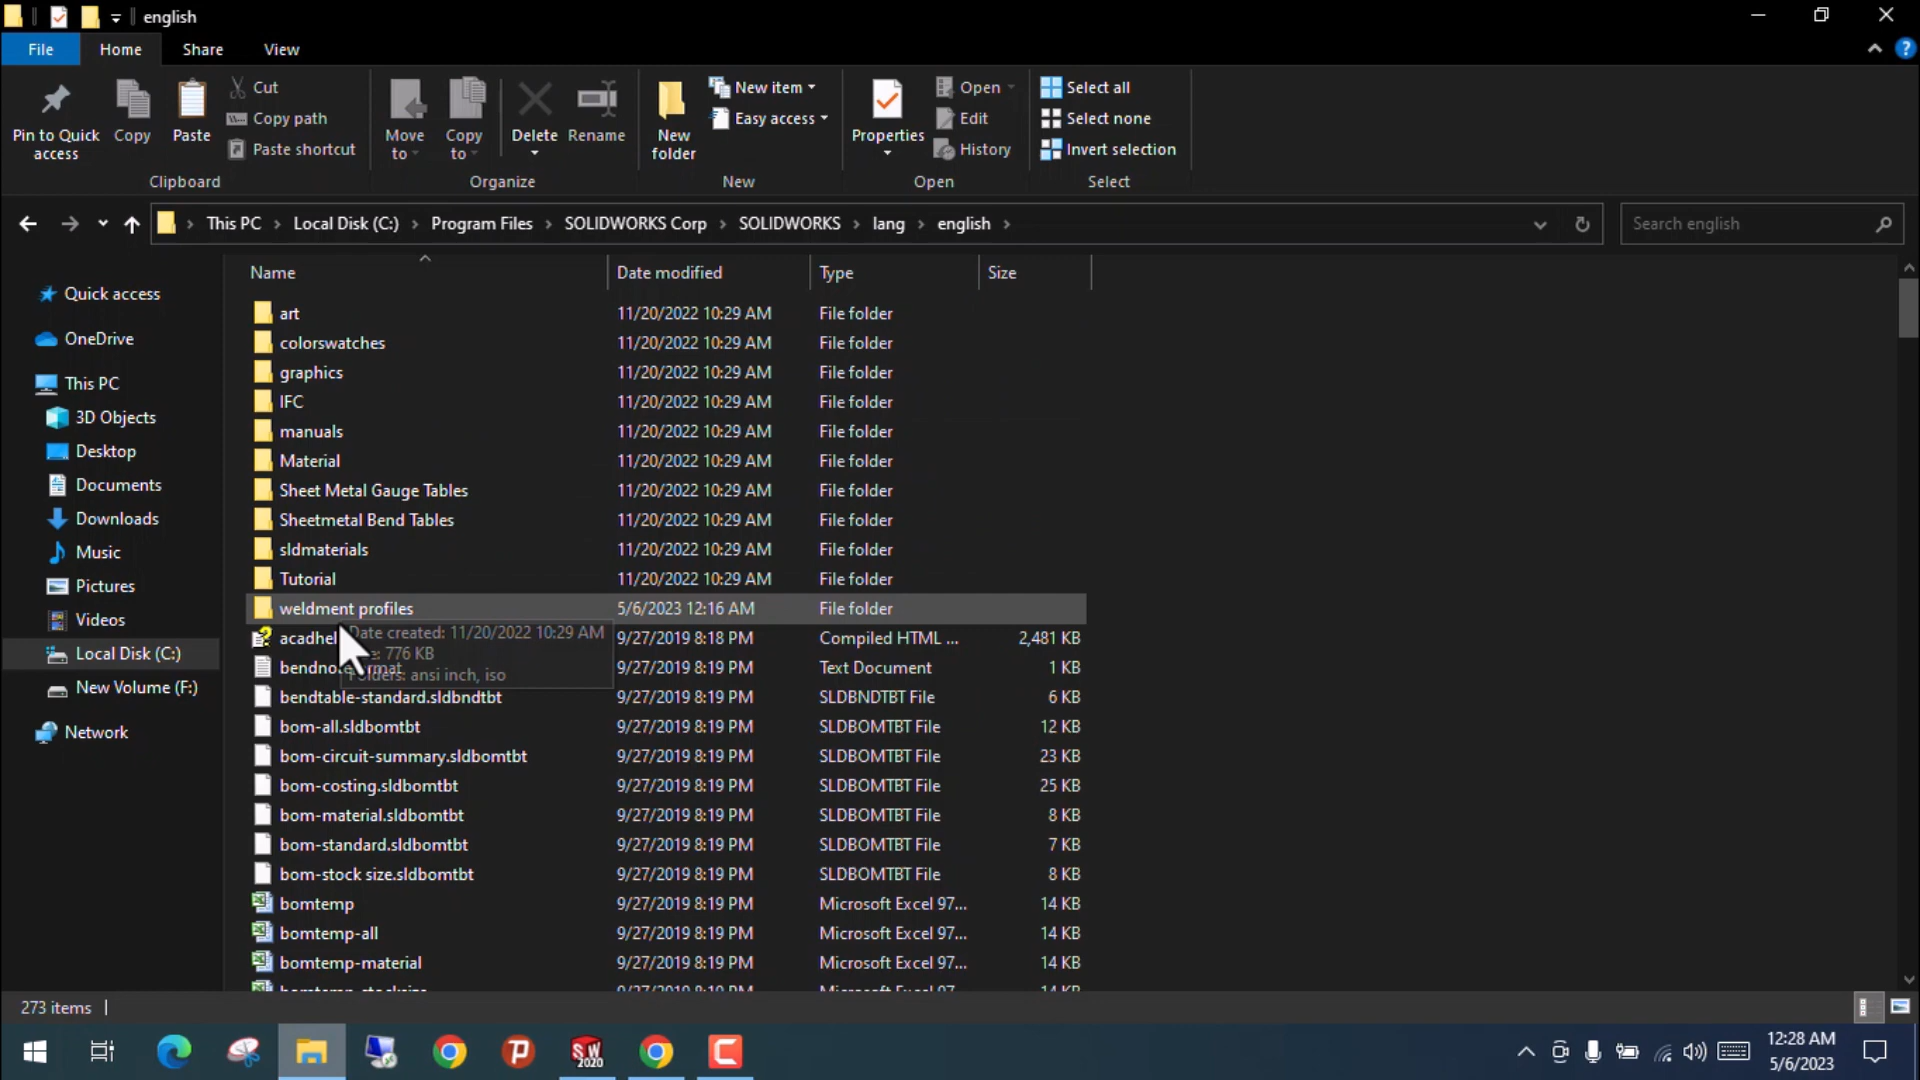 english
File Home Share View
Pin to Quick access
Copy
Paste
Cut
Copy path
Paste shortcut
Clipboard
Move to
Copy to
Delete
Rename
Organize
New folder
New item
Easy access
New
Properties
Open
Edit
History
Open
Select all
Select none
Invert selection
Select
This PC Local Disk (C:) Program Files SOLIDWORKS Corp SOLIDWORKS lang english
Search english
Quick access
OneDrive
This PC
3D Objects
Desktop
Documents
Downloads
Music
Pictures
Videos
Local Disk (C:)
New Volume (F:)
Network
Name Date modified Type Size
art 11/20/2022 10:29 AM File folder
colorswatches 11/20/2022 10:29 AM File folder
graphics 11/20/2022 10:29 AM File folder
IFC 11/20/2022 10:29 AM File folder
manuals 11/20/2022 10:29 AM File folder
Material 11/20/2022 10:29 AM File folder
Sheet Metal Gauge Tables 11/20/2022 10:29 AM File folder
Sheetmetal Bend Tables 11/20/2022 10:29 AM File folder
sldmaterials 11/20/2022 10:29 AM File folder
Tutorial 11/20/2022 10:29 AM File folder
weldment profiles 5/6/2023 12:16 AM File folder
acadhel 9/27/2019 8:18 PM Compiled HTML ... 2,481 KB
Date created: 11/20/2022 10:29 AM
776 KB
Folders: ansi inch, iso
9/27/2019 8:19 PM Text Document 1 KB
bendtable-standard.sldbndtbt 9/27/2019 8:19 PM SLDBNDTBT File 6 KB
bom-all.sldbomtbt 9/27/2019 8:19 PM SLDBOMTBT File 12 KB
bom-circuit-summary.sldbomtbt 9/27/2019 8:19 PM SLDBOMTBT File 23 KB
bom-costing.sldbomtbt 9/27/2019 8:19 PM SLDBOMTBT File 25 KB
bom-material.sldbomtbt 9/27/2019 8:19 PM SLDBOMTBT File 8 KB
bom-standard.sldbomtbt 9/27/2019 8:19 PM SLDBOMTBT File 7 KB
bom-stock size.sldbomtbt 9/27/2019 8:19 PM SLDBOMTBT File 8 KB
bomtemp 9/27/2019 8:19 PM Microsoft Excel 97... 14 KB
bomtemp-all 9/27/2019 8:19 PM Microsoft Excel 97... 14 KB
bomtemp-material 9/27/2019 8:19 PM Microsoft Excel 97... 14 KB
273 items
SW 2020
12:28 AM
5/6/2023